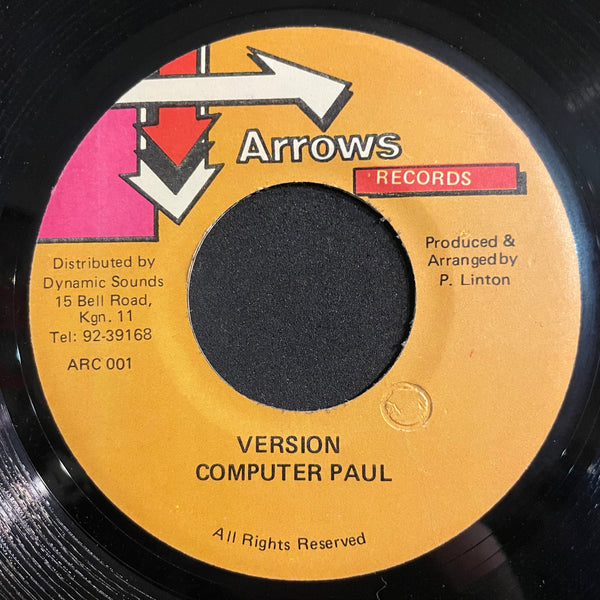 Arrows
RECORDS
Distributed by
Dynamic Sounds
15 Bell Road,
Kgn. 11
Tel: 92-39168
ARC 001
Produced &
Arranged by
P. Linton
VERSION
COMPUTER PAUL
All Rights Reserved